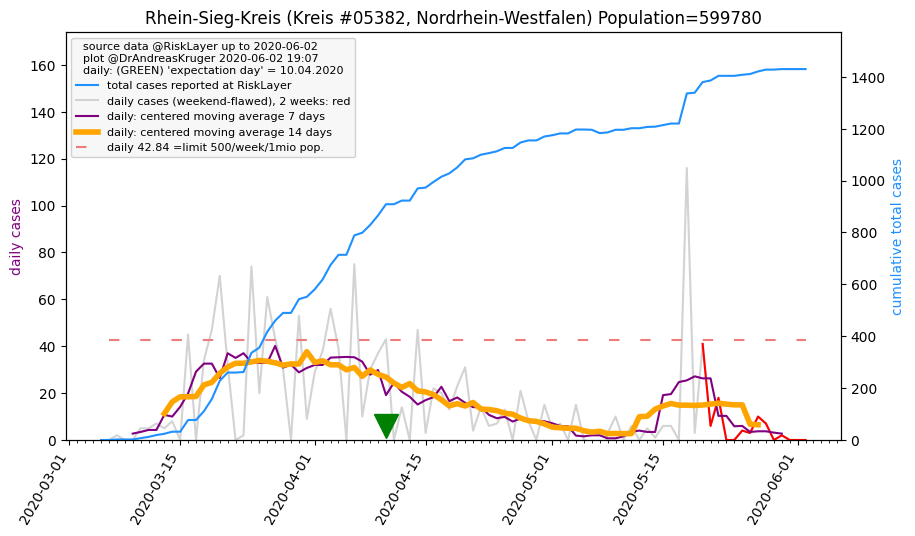 Rhein-Sieg-Kreis (Kreis #05382, Nordrhein-Westfalen) Population=599780
source data @RiskLayer up to 2020-06-02
plot @DrAndreasKruger 2020-06-02 19:07
daily: (GREEN) 'expectation day' = 10.04.2020
total cases reported at RiskLayer
daily cases (weekend-flawed), 2 weeks: red
daily: centered moving average 7 days
daily: centered moving average 14 days
daily 42.84 =limit 500/week/1mio pop.
daily cases
160
140
120
100
80
60
40
20
0
cumulative total cases
1400
1200
1000
800
600
400
200
0
2020-03-01
2020-03-15
2020-04-01
2020-04-15
2020-05-01
2020-05-15
2020-06-01